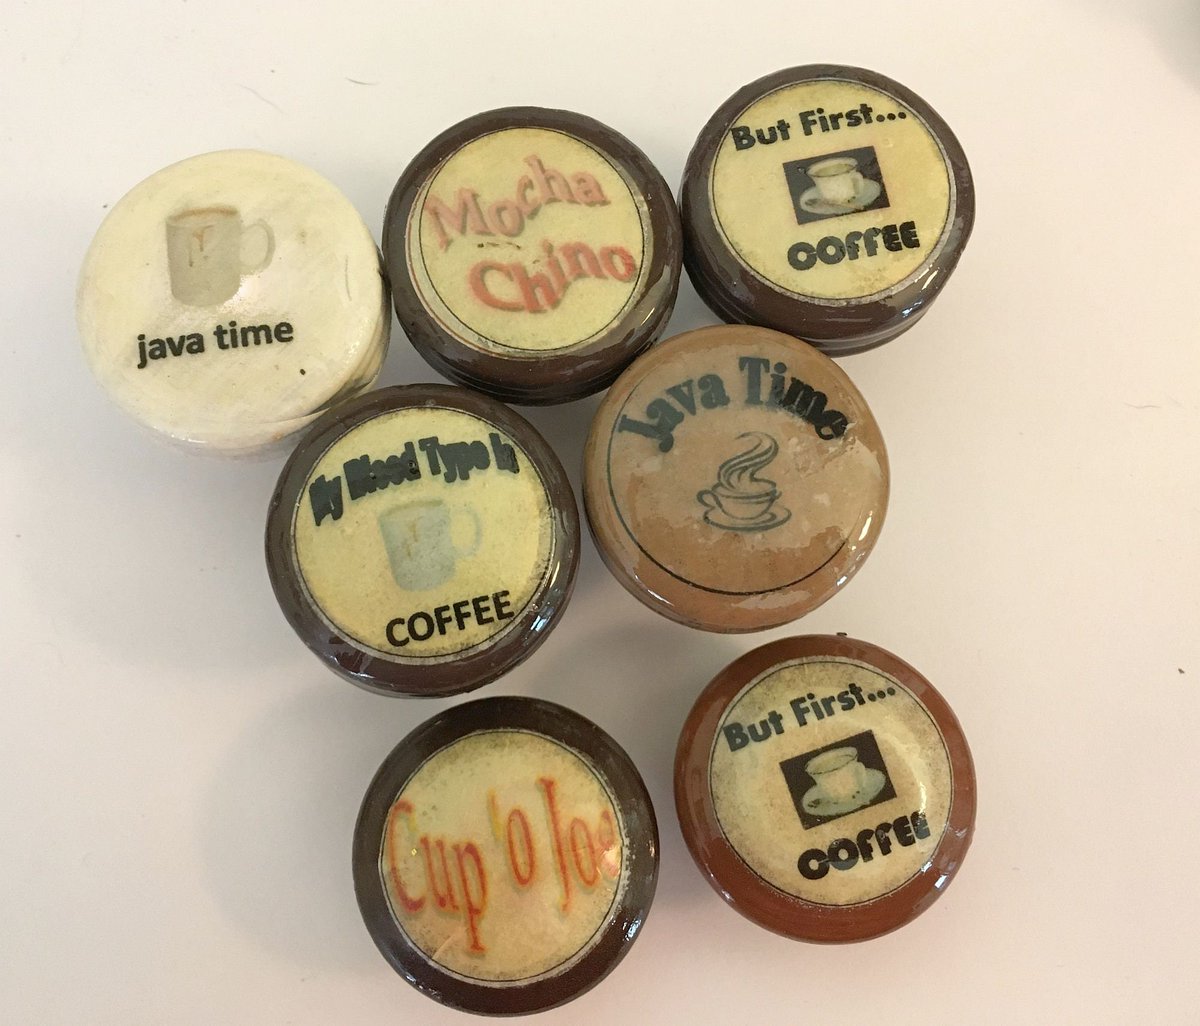 But First...
COFFEE
Mocha
Chino
java time
Java Time
My Blood Type is
COFFEE
But First...
COFFEE
Cup 'o Joe